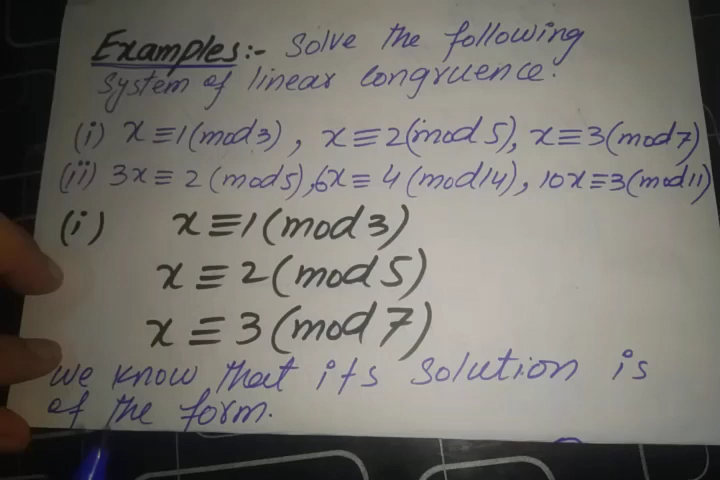 Examples:- Solve the following
System of linear Congruence.
(i) x≡1(mod3), x≡2(mod5), x≡3(mod7)
(ii) 3x≡2(mod5), 6x≡4(mod14), 10x≡3(mod11)
(i) x≡1(mod3)
x≡2(mod5)
x≡3(mod7)
We know that its Solution is
of the form.